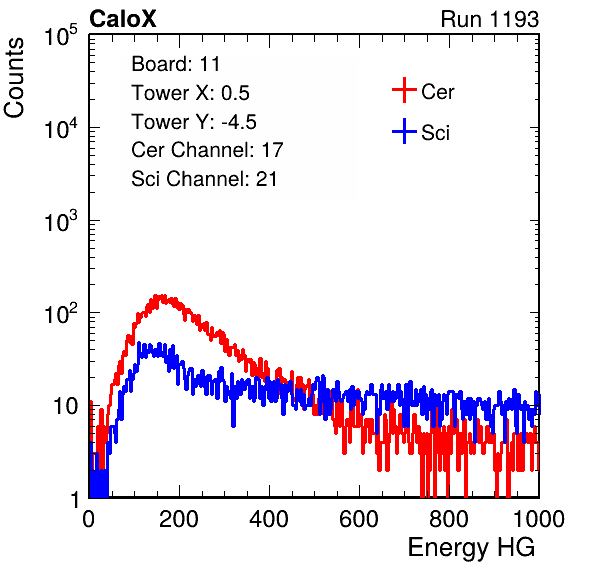 CaloX Run 1193
Counts
10^5
10^4
10^3
10^2
10
1
Board: 11
Tower X: 0.5
Tower Y: -4.5
Cer Channel: 17
Sci Channel: 21
Cer
Sci
0 200 400 600 800 1000
Energy HG